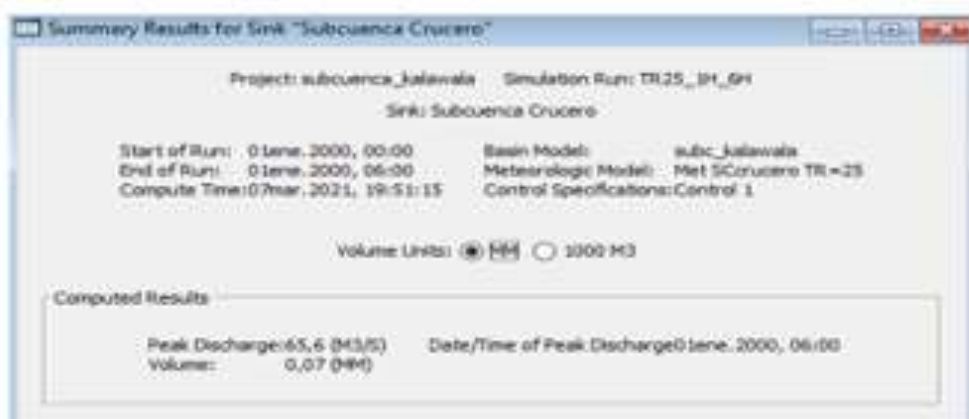 Summary Results for Sink "Subcuenca Crucero"
Project: subcuenca_kalawala Simulation Run: TR25_1H_6H
Sink: Subcuenca Crucero
Start of Run: 01ene.2000, 00:00 Basin Model: subc_kalawala
End of Run: 01ene.2000, 06:00 Meteorologic Model: Met SCcrucero TR=25
Compute Time:07mar.2021, 19:51:15 Control Specifications:Control 1
Volume Units: MM 1000 M3
Computed Results
Peak Discharge:65,6 (M3/S) Date/Time of Peak Discharge01ene.2000, 06:00
Volume: 0,07 (MM)